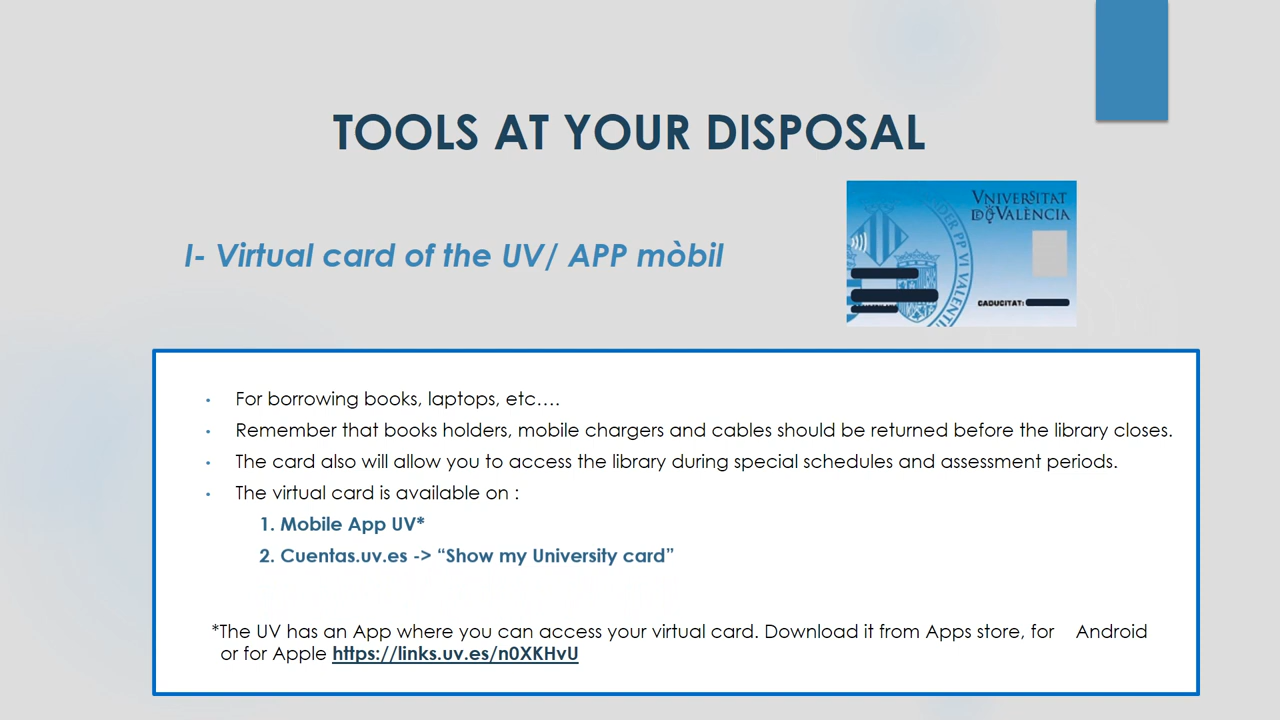 TOOLS AT YOUR DISPOSAL
VNIVERSITAT
D VALÈNCIA
I- Virtual card of the UV/ APP mòbil
CADUCITAT:
• For borrowing books, laptops, etc….
• Remember that books holders, mobile chargers and cables should be returned before the library closes.
• The card also will allow you to access the library during special schedules and assessment periods.
• The virtual card is available on :
1. Mobile App UV*
2. Cuentas.uv.es -> “Show my University card”
*The UV has an App where you can access your virtual card. Download it from Apps store, for Android
or for Apple https://links.uv.es/n0XKHvU